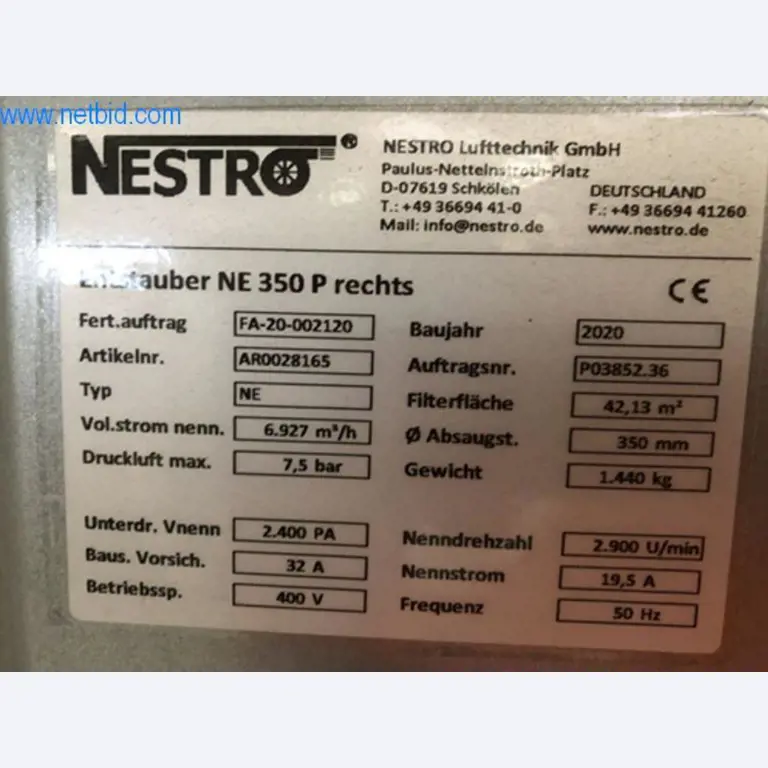 www.netbid.com
NESTRO®
NESTRO Lufttechnik GmbH
Paulus-Nettelnstroth-Platz
D-07619 Schkölen DEUTSCHLAND
T.: +49 36694 41-0 F.: +49 36694 41260
Mail: info@nestro.de www.nestro.de
Entstauber NE 350 P rechts CE
Fert.auftrag FA-20-002120 Baujahr 2020
Artikelnr. AR0028165 Auftragsnr. P03852.36
Typ NE Filterfläche 42,13 m²
Vol.strom nenn. 6.927 m³/h Ø Absaugst. 350 mm
Druckluft max. 7,5 bar Gewicht 1.440 kg
Unterdr. Vnenn 2.400 PA Nenndrehzahl 2.900 U/min
Baus. Vorsich. 32 A Nennstrom 19,5 A
Betriebssp. 400 V Frequenz 50 Hz